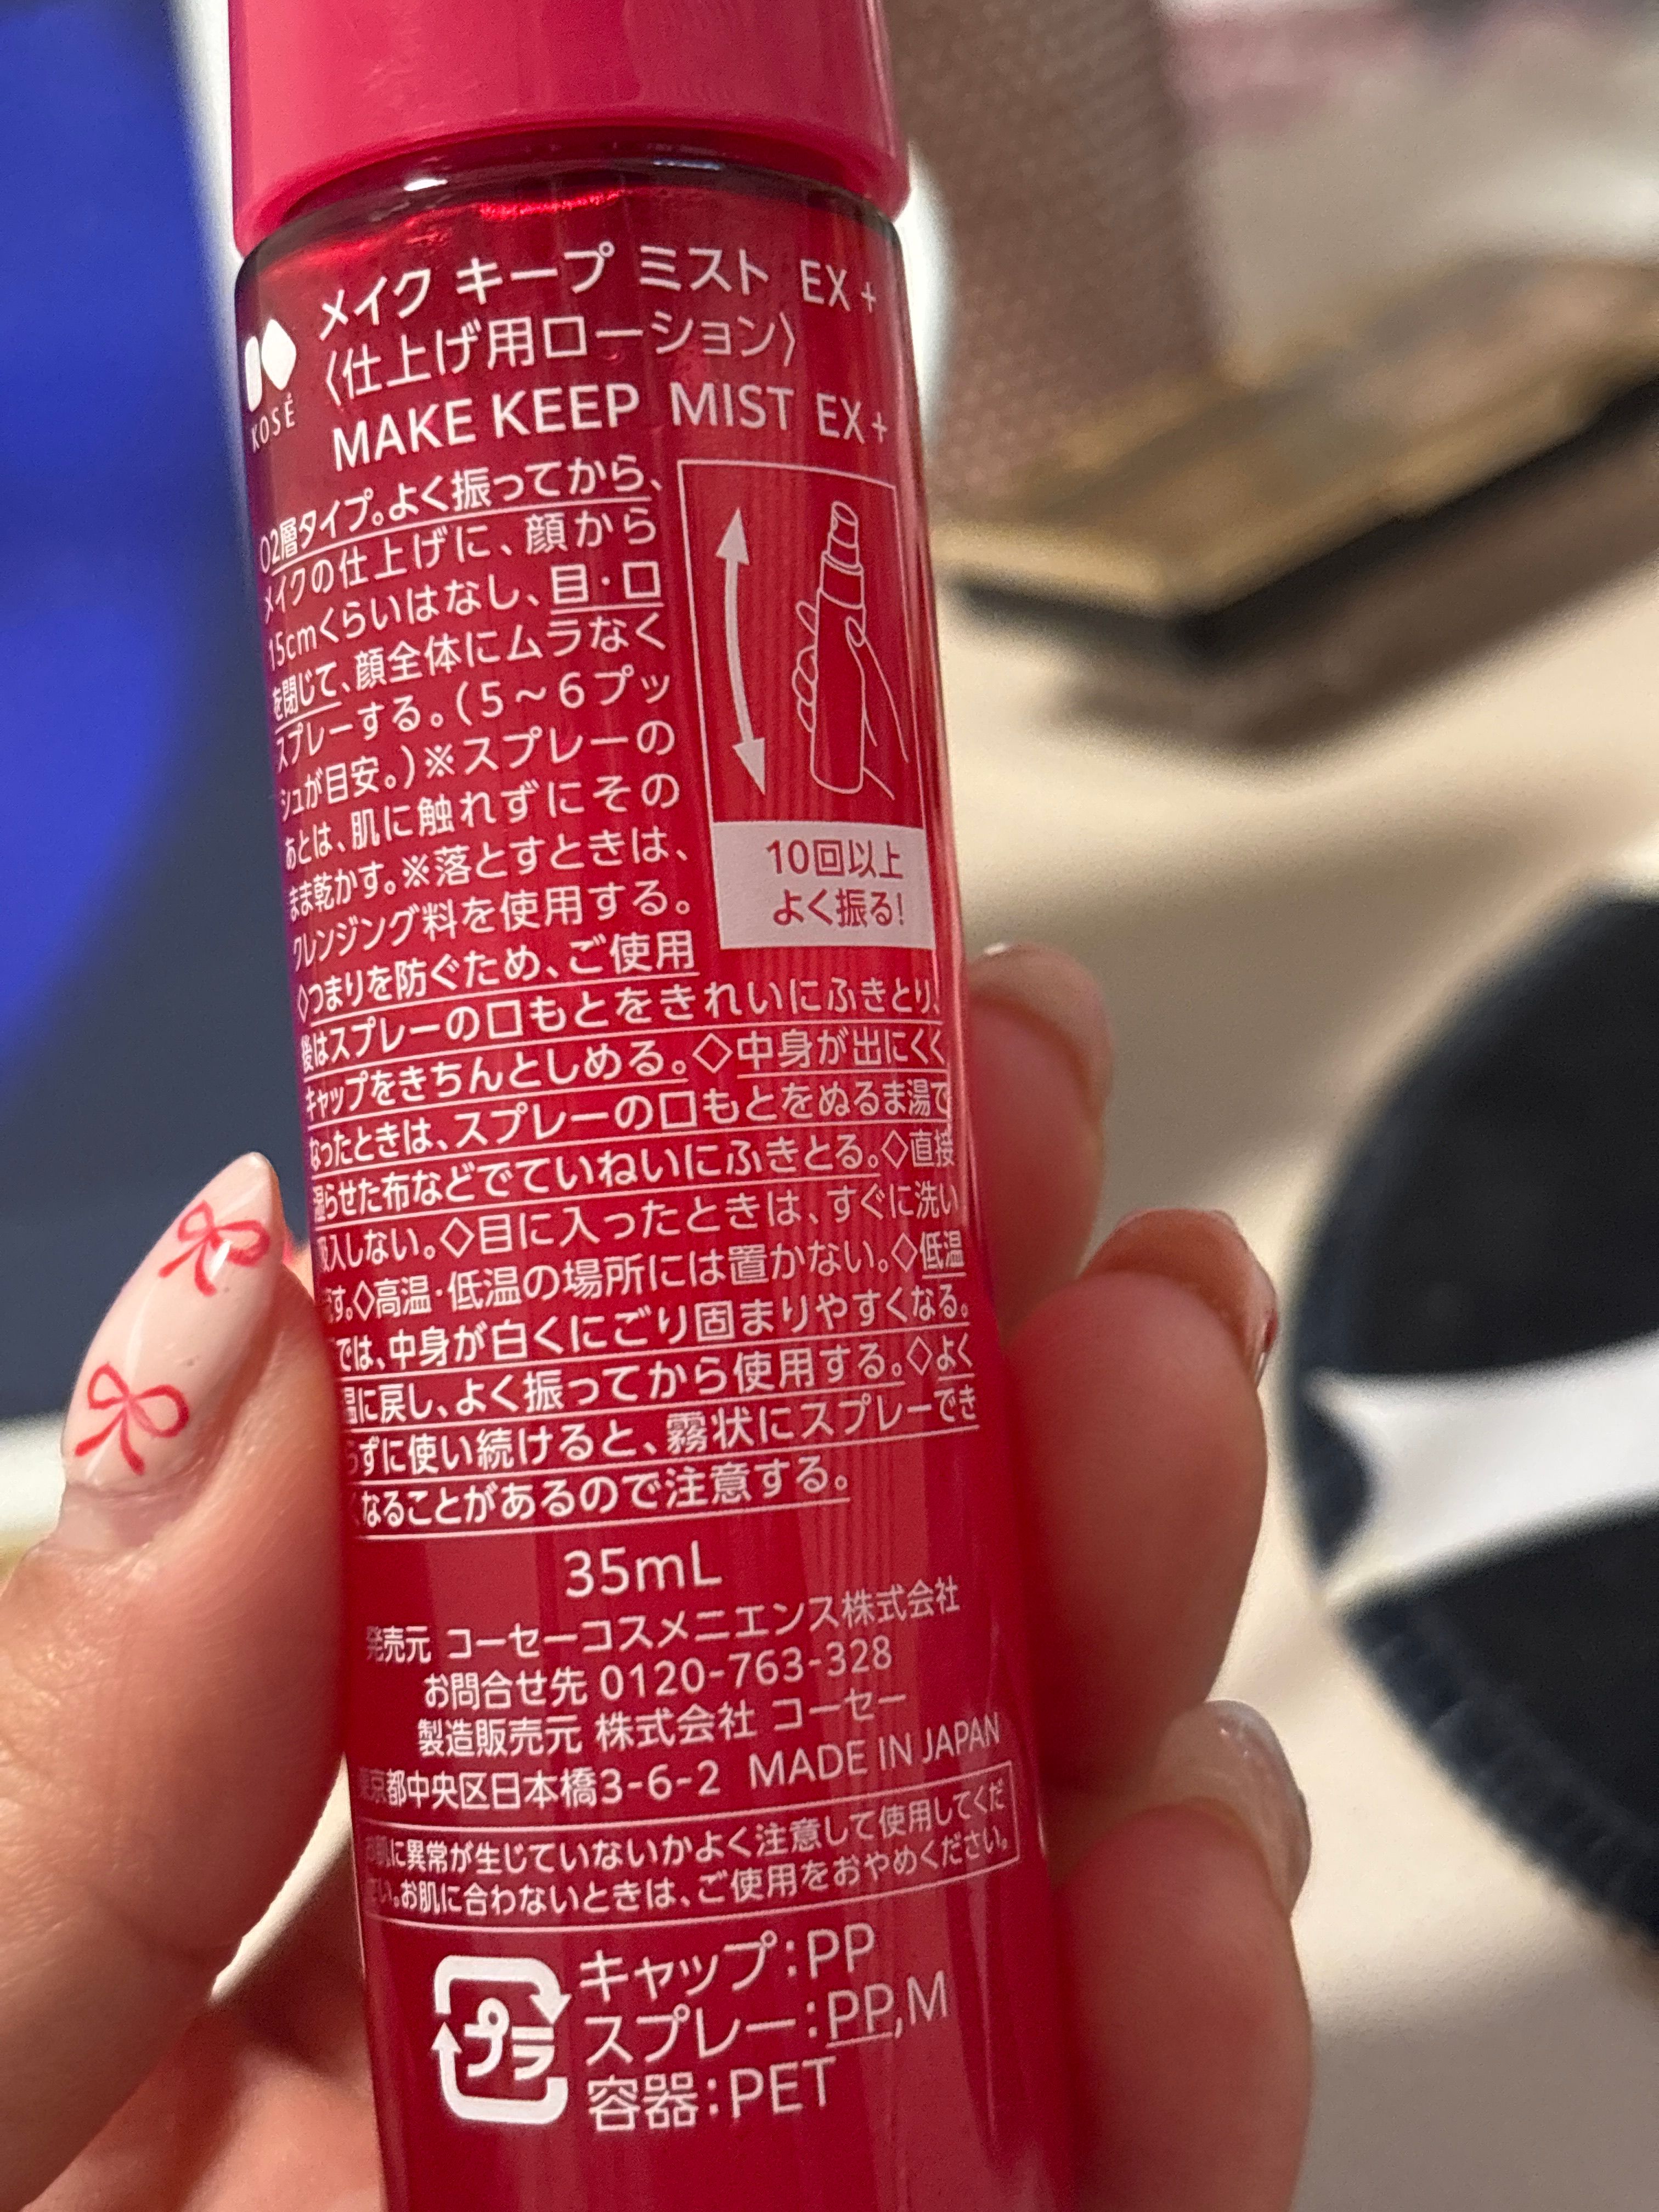 メイク キープ ミスト EX +
〈仕上げ用ローション〉
KOSÉ
MAKE KEEP MIST EX+
○2層タイプ。よく振ってから、
メイクの仕上げに、顔から
15cmくらいはなし、目・口
を閉じて、顔全体にムラなく
スプレーする。(5～6プッ
シュが目安。)※スプレーの
あとは、肌に触れずにその
まま乾かす。※落とすときは、
クレンジング料を使用する。
10回以上
よく振る!
◇つまりを防ぐため、ご使用
後はスプレーの口もとをきれいにふきとり、
キャップをきちんとしめる。◇中身が出にくく
なったときは、スプレーの口もとをぬるま湯で
湿らせた布などでていねいにふきとる。◇直接
吸入しない。◇目に入ったときは、すぐに洗い
す。◇高温・低温の場所には置かない。◇低温
では、中身が白くにごり固まりやすくなる。
温に戻し、よく振ってから使用する。◇よく
らずに使い続けると、霧状にスプレーでき
くなることがあるので注意する。
35mL
発売元 コーセーコスメニエンス株式会社
お問合せ先 0120-763-328
製造販売元 株式会社 コーセー
東京都中央区日本橋3-6-2 MADE IN JAPAN
お肌に異常が生じていないかよく注意して使用してくだ
さい。お肌に合わないときは、ご使用をおやめください。
プラ
キャップ:PP
スプレー:PP,M
容器:PET